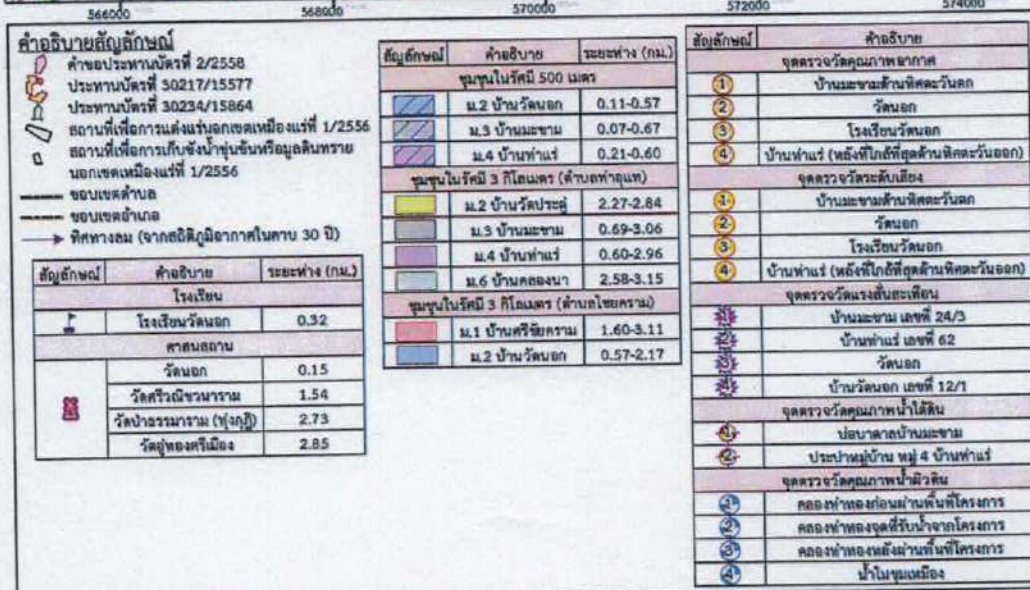 566000 568000 570000 572000 574000
คำอธิบายสัญลักษณ์
คำขอประทานบัตรที่ 2/2558
ประทานบัตรที่ 30217/15577
ประทานบัตรที่ 30234/15864
สถานที่เพื่อการแต่งแร่นอกเขตเหมืองแร่ที่ 1/2556
สถานที่เพื่อการเก็บขังน้ำขุ่นข้นหรือมูลดินทราย
นอกเขตเหมืองแร่ที่ 1/2556
ขอบเขตตำบล
ขอบเขตอำเภอ
ทิศทางลม (จากสถิติภูมิอากาศในคาบ 30 ปี)
สัญลักษณ์ คำอธิบาย ระยะห่าง (กม.)
โรงเรียน
โรงเรียนวัดนอก 0.32
ศาสนสถาน
วัดนอก 0.15
วัดศรีวณิชวนาราม 1.54
วัดป่าธรรมาราม (ทุ่งกุฎี) 2.73
วัดอู่ทองศรีเมือง 2.85
สัญลักษณ์ คำอธิบาย ระยะห่าง (กม.)
ชุมชนในรัศมี 500 เมตร
ม.2 บ้านวัดนอก 0.11-0.57
ม.3 บ้านมะขาม 0.07-0.67
ม.4 บ้านท่าแร่ 0.21-0.60
ชุมชนในรัศมี 3 กิโลเมตร (ตำบลท่าอุแท)
ม.2 บ้านวัดประดู่ 2.27-2.84
ม.3 บ้านมะขาม 0.69-3.06
ม.4 บ้านท่าแร่ 0.60-2.96
ม.6 บ้านคลองนา 2.58-3.15
ชุมชนในรัศมี 3 กิโลเมตร (ตำบลไชยคราม)
ม.1 บ้านศรีชัยคราม 1.60-3.11
ม.2 บ้านวัดนอก 0.57-2.17
สัญลักษณ์ คำอธิบาย
จุดตรวจวัดคุณภาพอากาศ
1 บ้านมะขามด้านทิศตะวันตก
2 วัดนอก
3 โรงเรียนวัดนอก
4 บ้านท่าแร่ (หลังที่ใกล้ที่สุดด้านทิศตะวันออก)
จุดตรวจวัดระดับเสียง
1 บ้านมะขามด้านทิศตะวันตก
2 วัดนอก
3 โรงเรียนวัดนอก
4 บ้านท่าแร่ (หลังที่ใกล้ที่สุดด้านทิศตะวันออก)
จุดตรวจวัดแรงสั่นสะเทือน
1 บ้านมะขาม เลขที่ 24/3
2 บ้านท่าแร่ เลขที่ 62
3 วัดนอก
4 บ้านวัดนอก เลขที่ 12/1
จุดตรวจวัดคุณภาพน้ำใต้ดิน
1 บ่อบาดาลบ้านมะขาม
2 ประปาหมู่บ้าน หมู่ 4 บ้านท่าแร่
จุดตรวจวัดคุณภาพน้ำผิวดิน
1 คลองท่าทองก่อนผ่านพื้นที่โครงการ
2 คลองท่าทองจุดที่รับน้ำจากโครงการ
3 คลองท่าทองหลังผ่านพื้นที่โครงการ
4 น้ำในขุมเหมือง